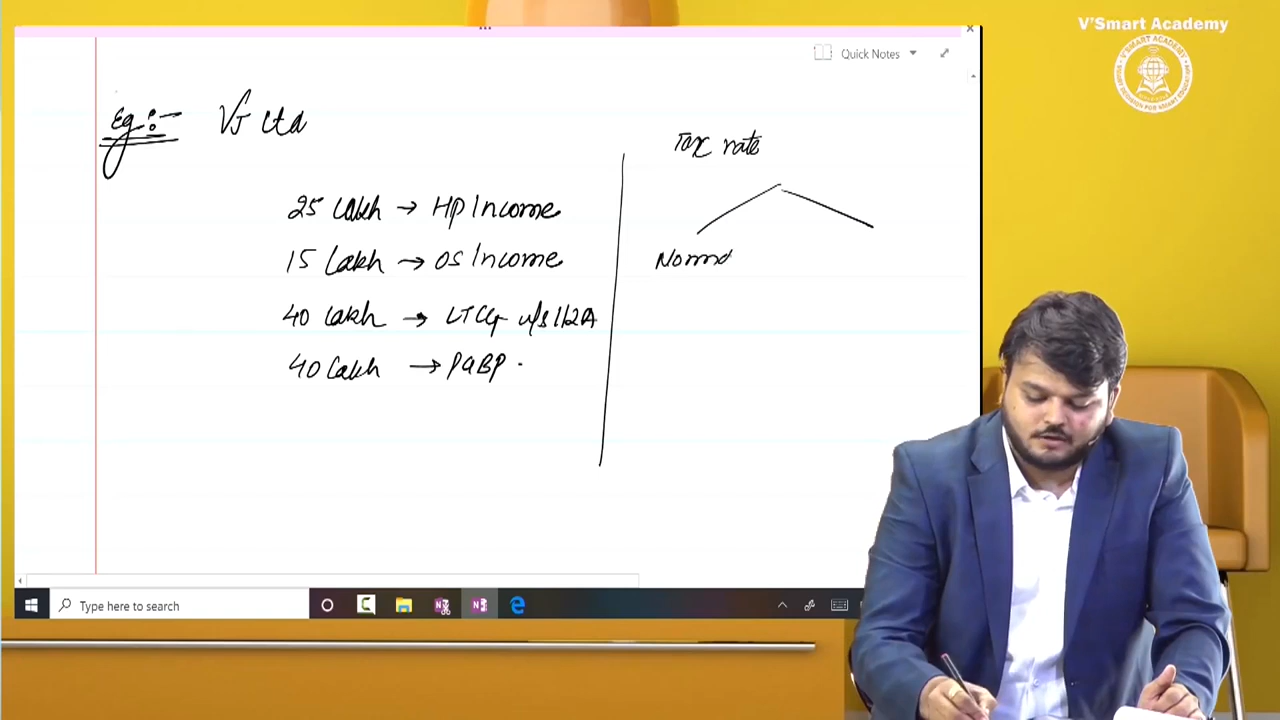 V'Smart Academy
Quick Notes
Eg:- VJ Ltd
25 Lakh → HP Income
15 Lakh → OS Income
40 Lakh → LTCG u/s 112A
40 Lakh → PGBP
Tax rate
Normal
Type here to search